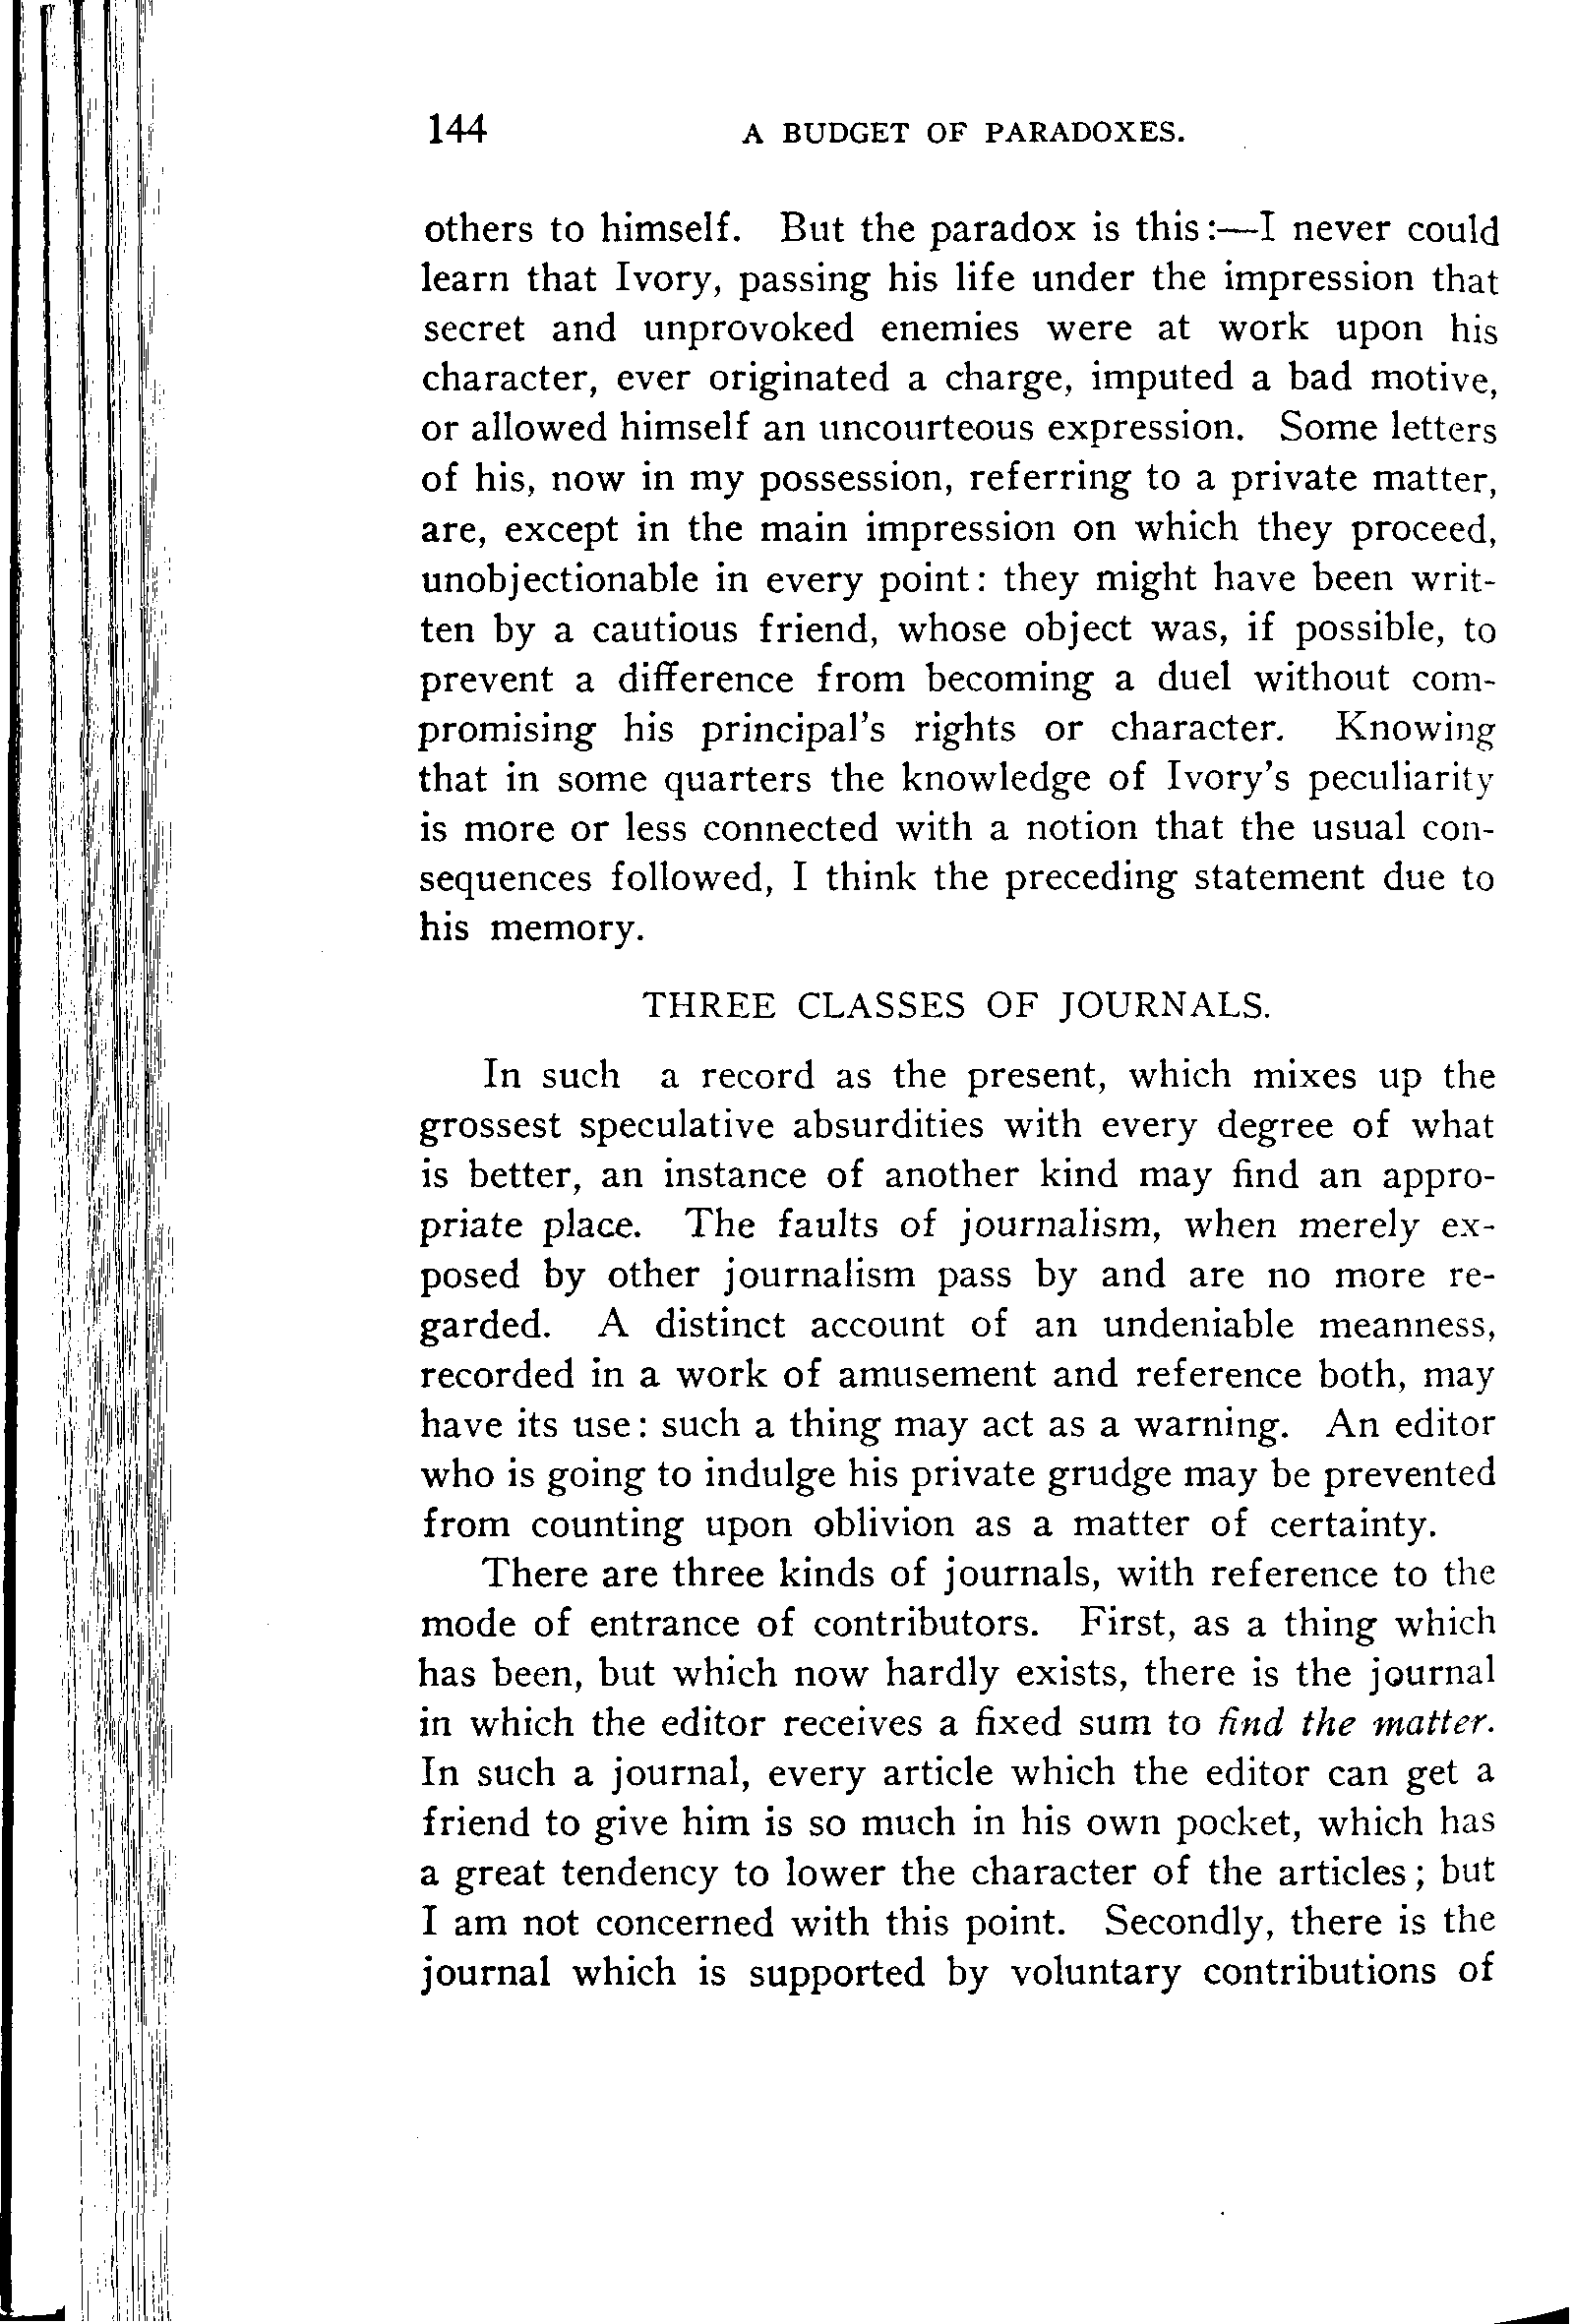 144 A BUDGET OF PARADOXES.
others to himself. But the paradox is this:—I never could
learn that Ivory, passing his life under the impression that
secret and unprovoked enemies were at work upon his
character, ever originated a charge, imputed a bad motive,
or allowed himself an uncourteous expression. Some letters
of his, now in my possession, referring to a private matter,
are, except in the main impression on which they proceed,
unobjectionable in every point: they might have been writ-
ten by a cautious friend, whose object was, if possible, to
prevent a difference from becoming a duel without com-
promising his principal's rights or character. Knowing
that in some quarters the knowledge of Ivory's peculiarity
is more or less connected with a notion that the usual con-
sequences followed, I think the preceding statement due to
his memory.
THREE CLASSES OF JOURNALS.
In such a record as the present, which mixes up the
grossest speculative absurdities with every degree of what
is better, an instance of another kind may find an appro-
priate place. The faults of journalism, when merely ex-
posed by other journalism pass by and are no more re-
garded. A distinct account of an undeniable meanness,
recorded in a work of amusement and reference both, may
have its use: such a thing may act as a warning. An editor
who is going to indulge his private grudge may be prevented
from counting upon oblivion as a matter of certainty.
There are three kinds of journals, with reference to the
mode of entrance of contributors. First, as a thing which
has been, but which now hardly exists, there is the journal
in which the editor receives a fixed sum to find the matter.
In such a journal, every article which the editor can get a
friend to give him is so much in his own pocket, which has
a great tendency to lower the character of the articles; but
I am not concerned with this point. Secondly, there is the
journal which is supported by voluntary contributions of